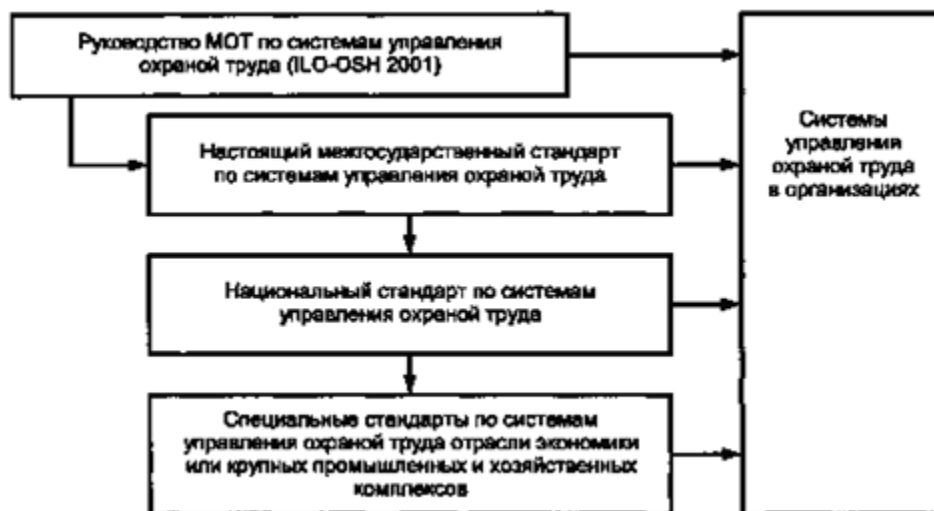 Руководство МОТ по системам управления
охраной труда (ILO-OSH 2001)
Настоящий межгосударственный стандарт
по системам управления охраной труда
Национальный стандарт по системам
управления охраной труда
Специальные стандарты по системам
управления охраной труда отрасли экономики
или крупных промышленных и хозяйственных
комплексов
Системы
управления
охраной труда
в организациях